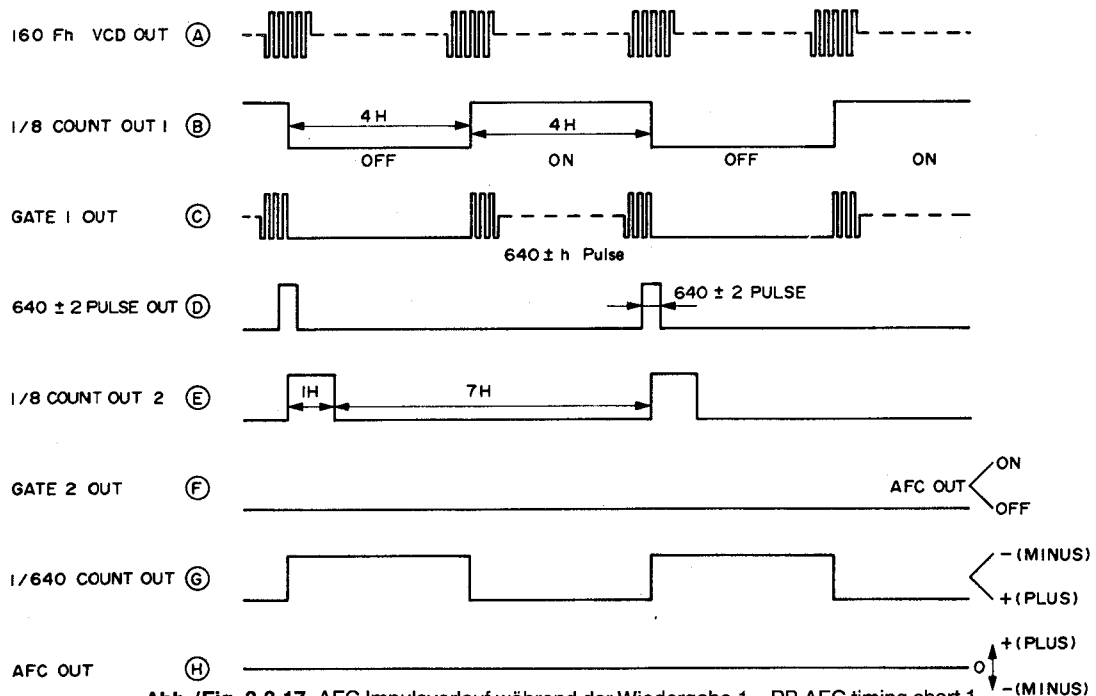 160 Fh VCD OUT Ⓐ
1/8 COUNT OUT 1 Ⓑ
4H
4H
OFF ON OFF ON
GATE 1 OUT Ⓒ
640 ± h Pulse
640 ± 2 PULSE OUT Ⓓ
640 ± 2 PULSE
1/8 COUNT OUT 2 Ⓔ
1H
7H
GATE 2 OUT Ⓕ
AFC OUT
ON
OFF
1/640 COUNT OUT Ⓖ
- (MINUS)
+ (PLUS)
AFC OUT Ⓗ
O
+ (PLUS)
- (MINUS)
Abb./Fig. 2-2-17 AFC Impulsverlauf während der Wiedergabe 1 PB AFC timing chart 1